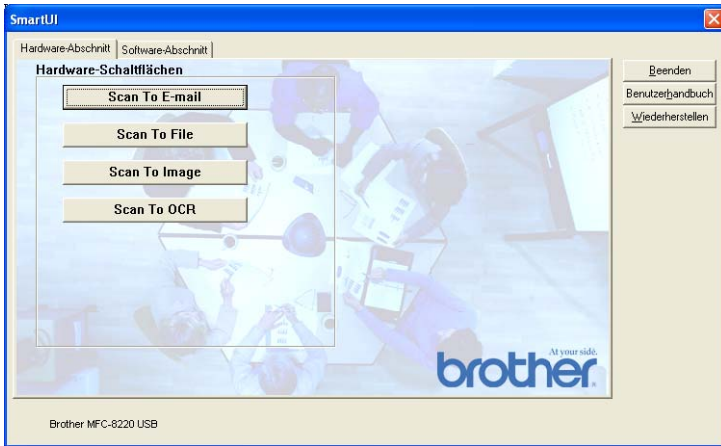 SmartUI
Hardware-Abschnitt
Software-Abschnitt
Hardware-Schaltflächen
Scan To E-mail
Scan To File
Scan To Image
Scan To OCR
Beenden
Benutzerhandbuch
Wiederherstellen
At your side.
brother
Brother MFC-8220 USB